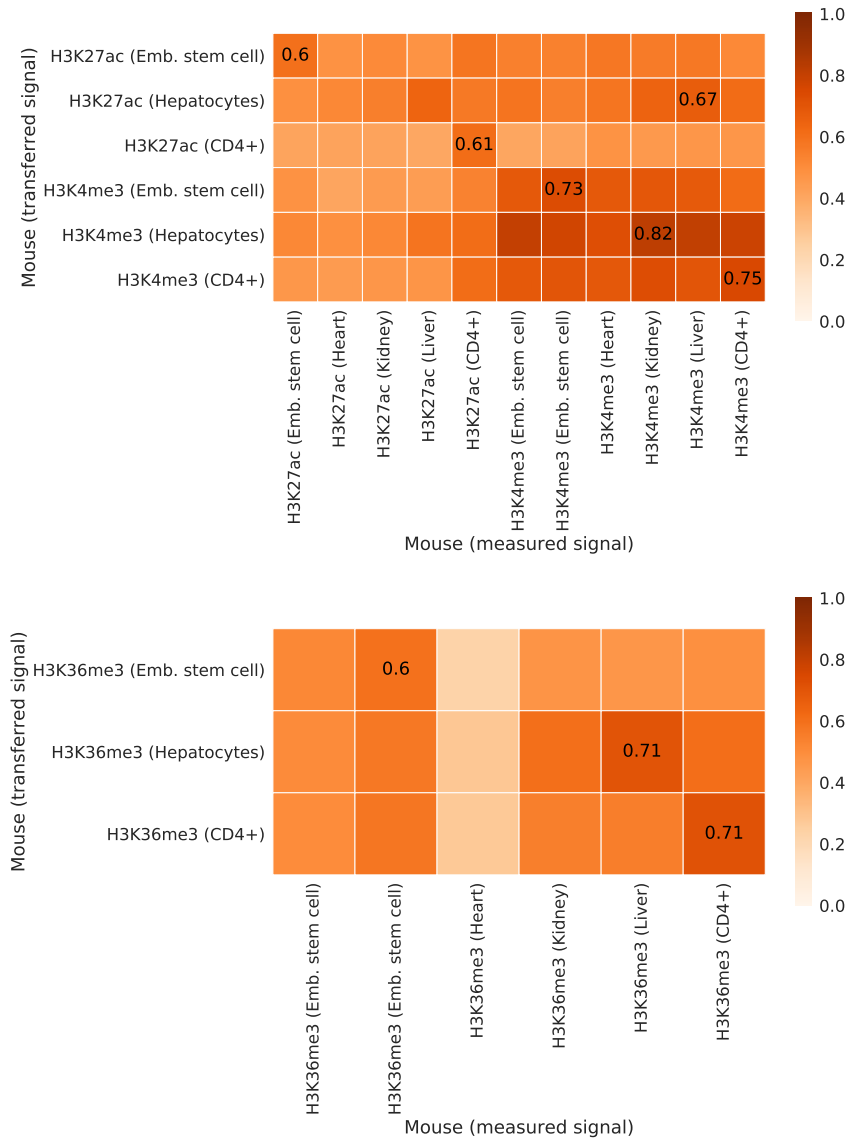 Mouse (transferred signal)
H3K27ac (Emb. stem cell)
H3K27ac (Hepatocytes)
H3K27ac (CD4+)
H3K4me3 (Emb. stem cell)
H3K4me3 (Hepatocytes)
H3K4me3 (CD4+)
0.6
0.67
0.61
0.73
0.82
0.75
1.0
0.8
0.6
0.4
0.2
0.0
H3K27ac (Emb. stem cell)
H3K27ac (Heart)
H3K27ac (Kidney)
H3K27ac (Liver)
H3K27ac (CD4+)
H3K4me3 (Emb. stem cell)
H3K4me3 (Emb. stem cell)
H3K4me3 (Heart)
H3K4me3 (Kidney)
H3K4me3 (Liver)
H3K4me3 (CD4+)
Mouse (measured signal)
Mouse (transferred signal)
H3K36me3 (Emb. stem cell)
H3K36me3 (Hepatocytes)
H3K36me3 (CD4+)
0.6
0.71
0.71
1.0
0.8
0.6
0.4
0.2
0.0
H3K36me3 (Emb. stem cell)
H3K36me3 (Emb. stem cell)
H3K36me3 (Heart)
H3K36me3 (Kidney)
H3K36me3 (Liver)
H3K36me3 (CD4+)
Mouse (measured signal)